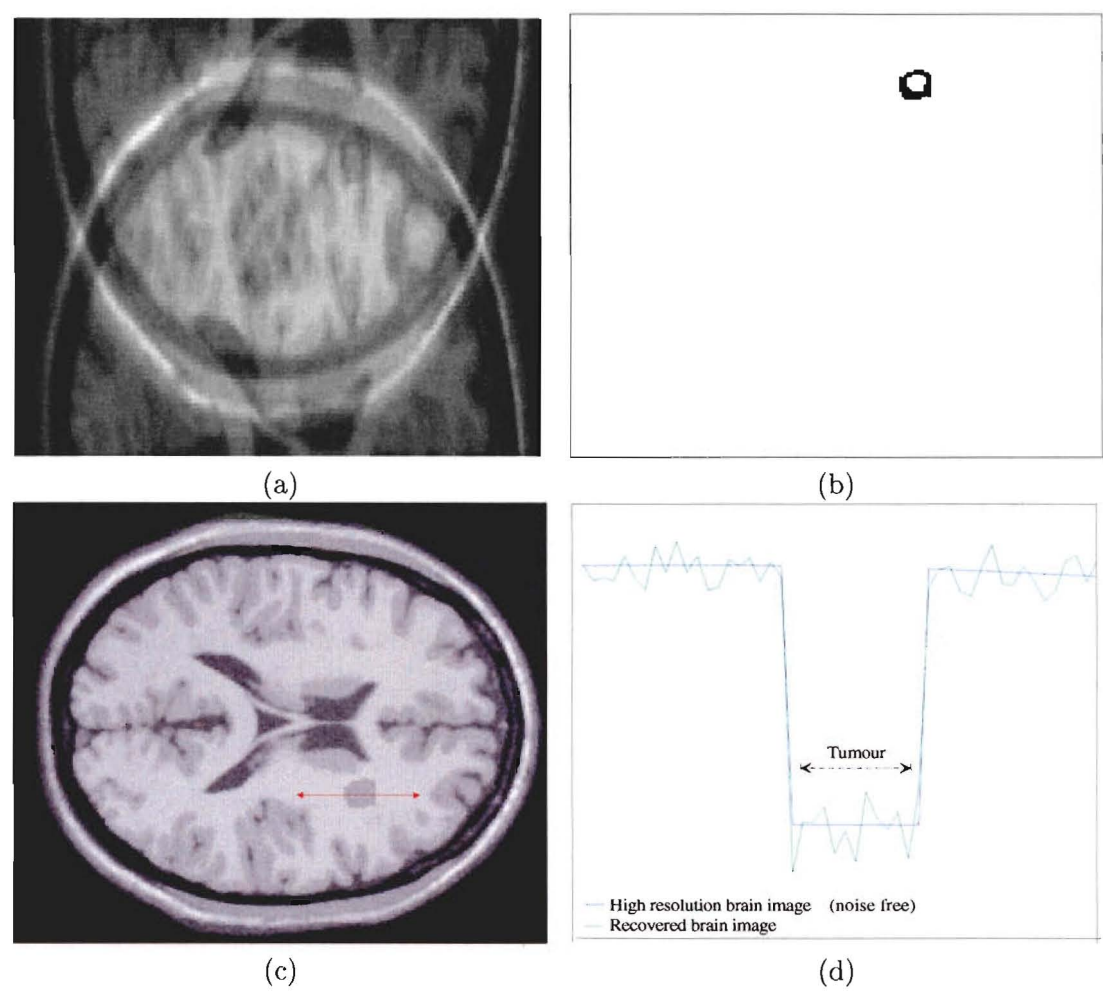 (a)
(b)
Tumour
High resolution brain image (noise free)
Recovered brain image
(c)
(d)